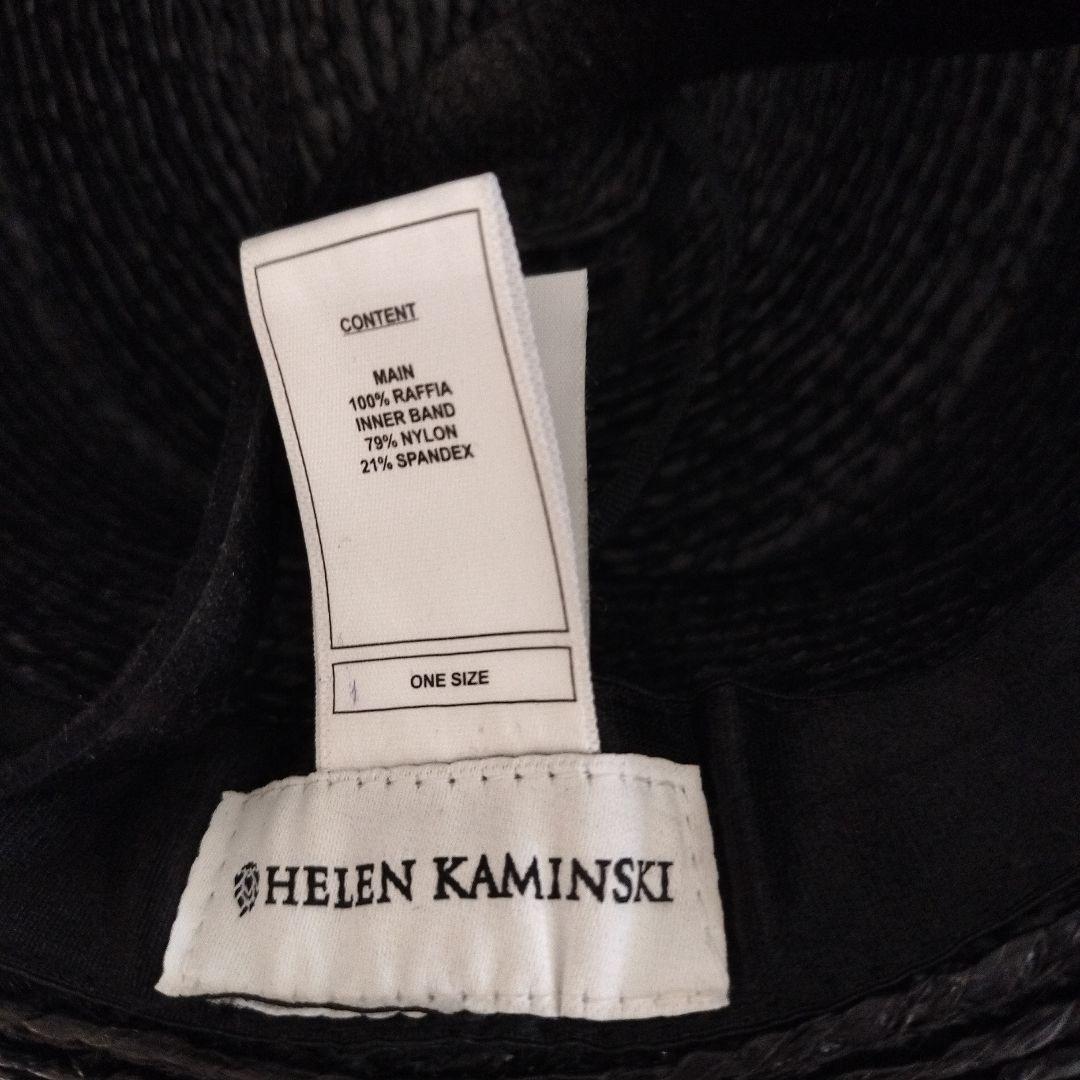 CONTENT
MAIN
100% RAFFIA
INNER BAND
79% NYLON
21% SPANDEX
ONE SIZE
HELEN KAMINSKI